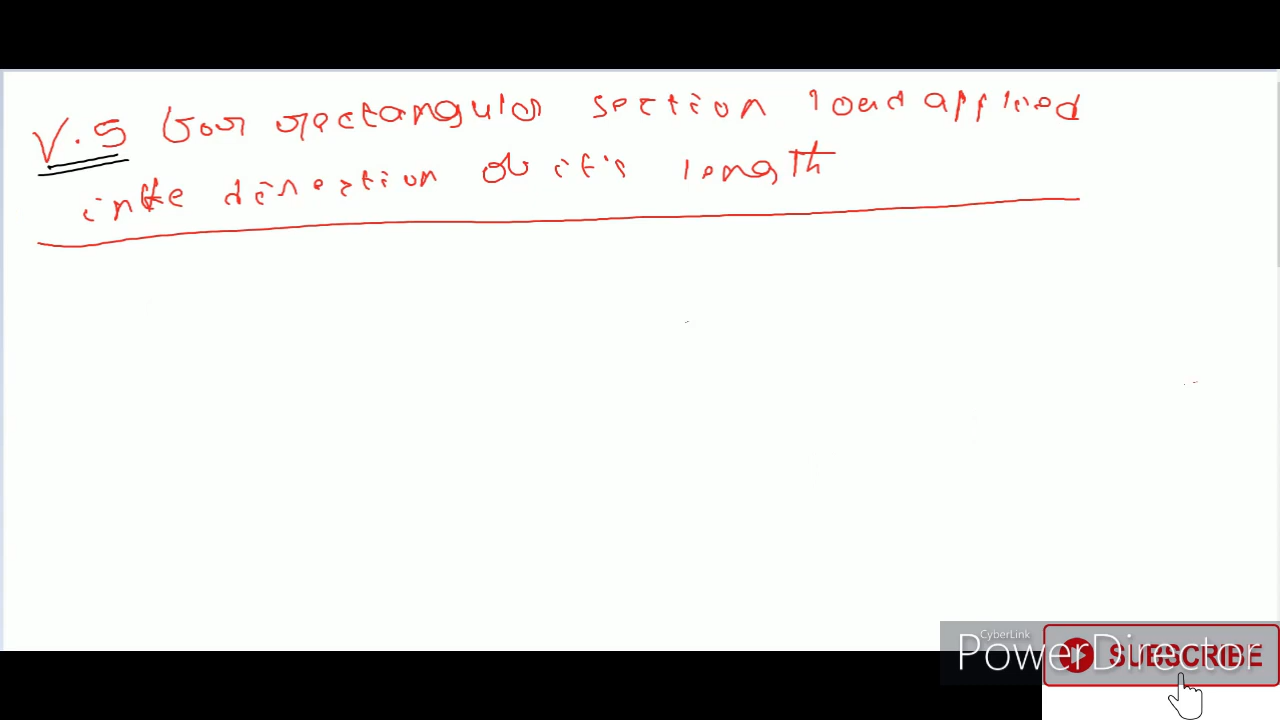 V.S for rectangular section load applied
in the direction of it's length
CyberLink
PowerDirector
SUBSCRIBE